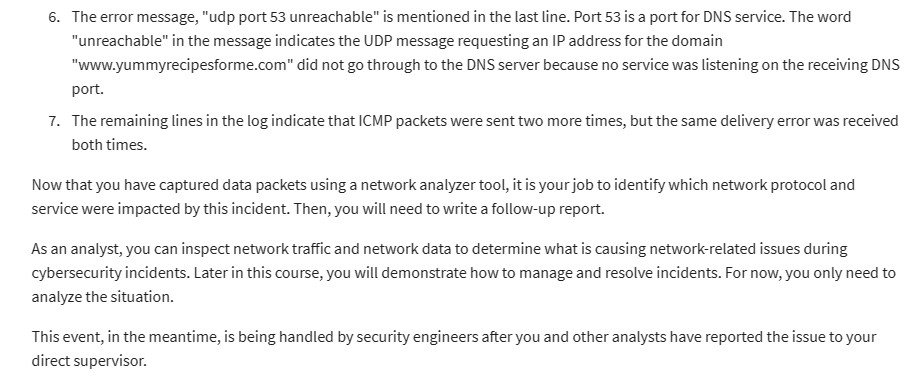 6. The error message, "udp port 53 unreachable" is mentioned in the last line. Port 53 is a port for DNS service. The word
"unreachable" in the message indicates the UDP message requesting an IP address for the domain
"www.yummyrecipesforme.com" did not go through to the DNS server because no service was listening on the receiving DNS
port.
7. The remaining lines in the log indicate that ICMP packets were sent two more times, but the same delivery error was received
both times.
Now that you have captured data packets using a network analyzer tool, it is your job to identify which network protocol and
service were impacted by this incident. Then, you will need to write a follow-up report.
As an analyst, you can inspect network traffic and network data to determine what is causing network-related issues during
cybersecurity incidents. Later in this course, you will demonstrate how to manage and resolve incidents. For now, you only need to
analyze the situation.
This event, in the meantime, is being handled by security engineers after you and other analysts have reported the issue to your
direct supervisor.